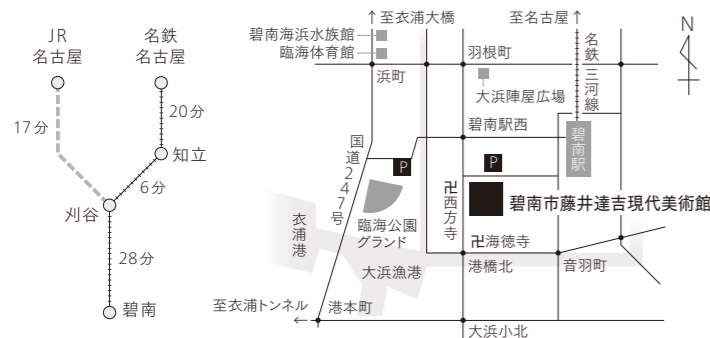 JR
名古屋
名鉄
名古屋
17分
20分
知立
6分
刈谷
28分
碧南
↑至衣浦大橋
至名古屋↑
N
碧南海浜水族館
臨海体育館
浜町
羽根町
名鉄 三河線
大浜陣屋広場
碧南駅西
碧南駅
国道247号
P
P
卍西方寺
碧南市藤井達吉現代美術館
臨海公園
グランド
衣浦港
卍海徳寺
大浜漁港
港橋北
音羽町
至衣浦トンネル
←
港本町
大浜小北